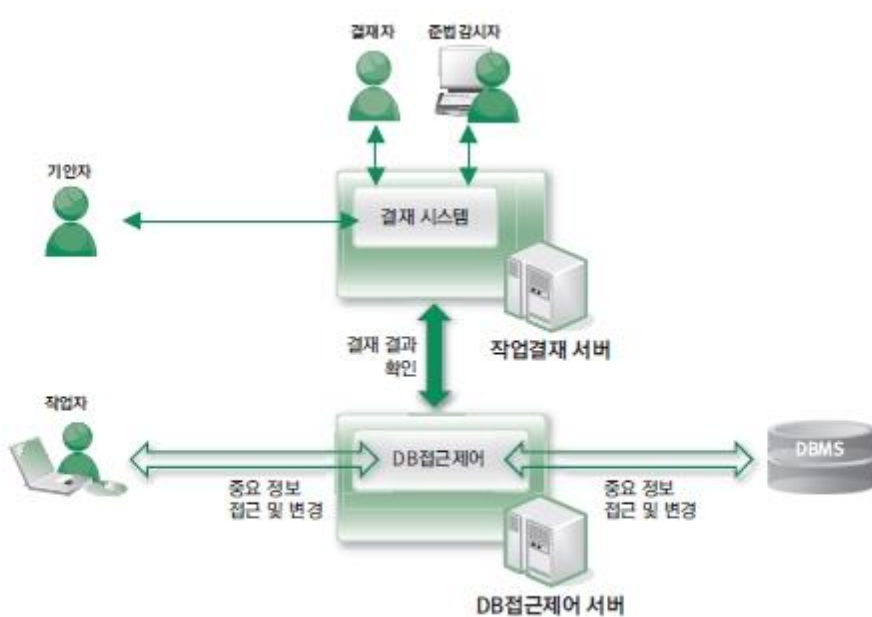 결재자
준법감시자
기안자
결재 시스템
작업결재 서버
결재 결과
확인
작업자
DB접근제어
DBMS
중요 정보
접근 및 변경
중요 정보
접근 및 변경
DB접근제어 서버